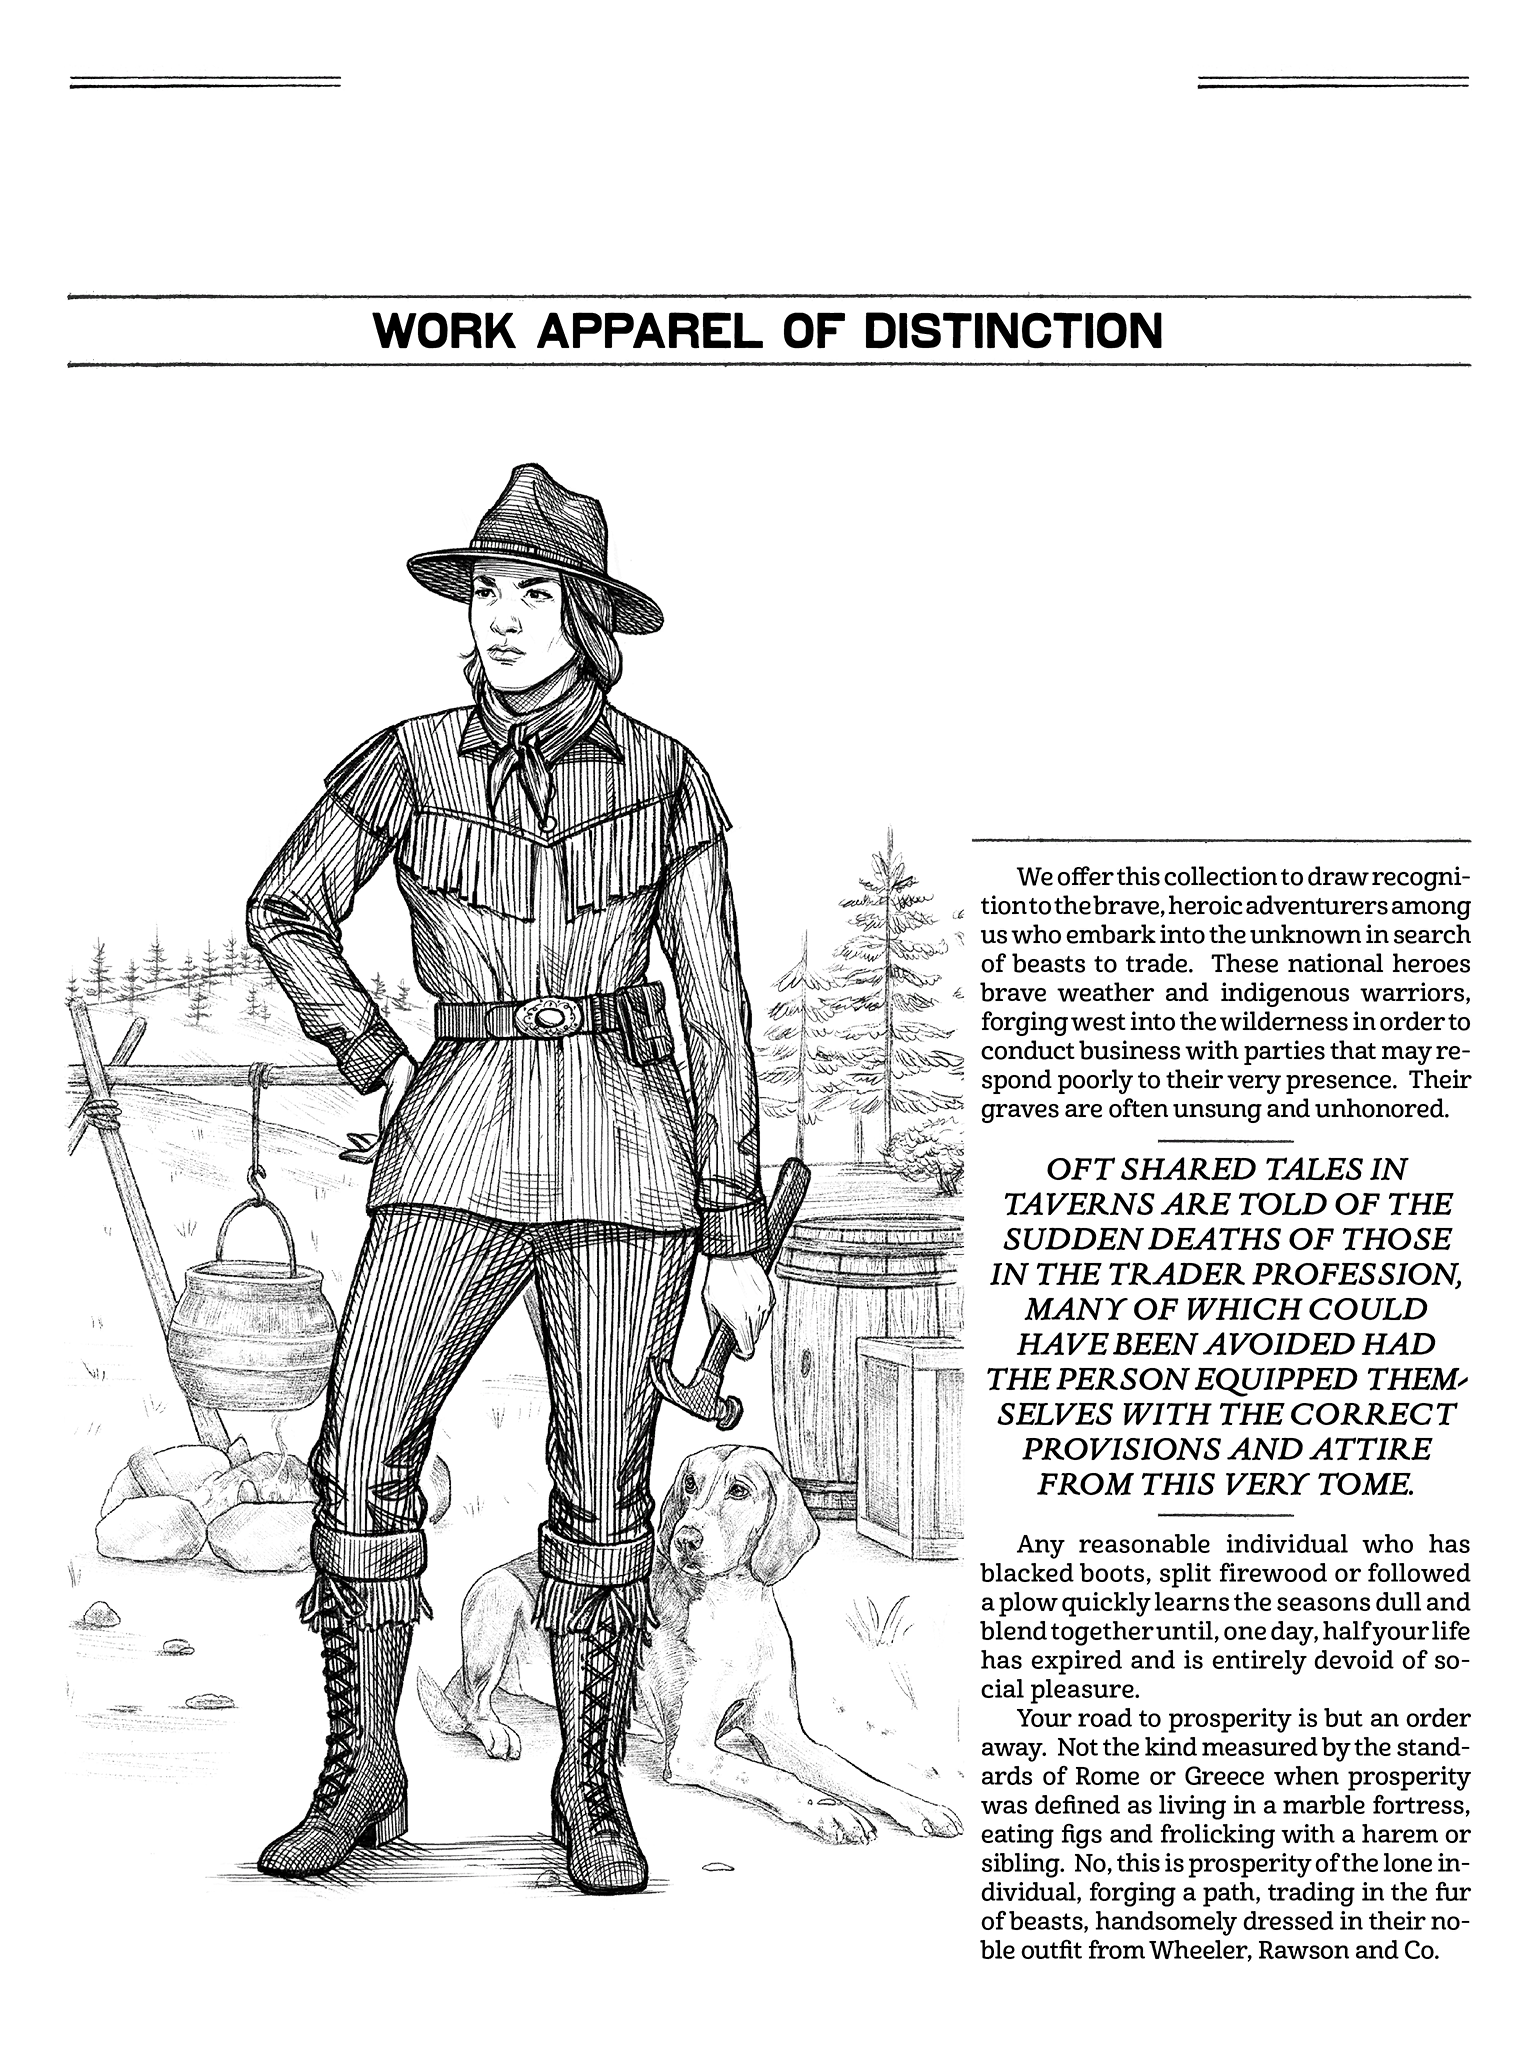 WORK APPAREL OF DISTINCTION
We offer this collection to draw recogni-
tion to the brave, heroic adventurers among
us who embark into the unknown in search
of beasts to trade. These national heroes
brave weather and indigenous warriors,
forging west into the wilderness in order to
conduct business with parties that may re-
spond poorly to their very presence. Their
graves are often unsung and unhonored.
OFT SHARED TALES IN
TAVERNS ARE TOLD OF THE
SUDDEN DEATHS OF THOSE
IN THE TRADER PROFESSION,
MANY OF WHICH COULD
HAVE BEEN AVOIDED HAD
THE PERSON EQUIPPED THEM-
SELVES WITH THE CORRECT
PROVISIONS AND ATTIRE
FROM THIS VERY TOME.
Any reasonable individual who has
blacked boots, split firewood or followed
a plow quickly learns the seasons dull and
blend together until, one day, half your life
has expired and is entirely devoid of so-
cial pleasure.
Your road to prosperity is but an order
away. Not the kind measured by the stand-
ards of Rome or Greece when prosperity
was defined as living in a marble fortress,
eating figs and frolicking with a harem or
sibling. No, this is prosperity of the lone in-
dividual, forging a path, trading in the fur
of beasts, handsomely dressed in their no-
ble outfit from Wheeler, Rawson and Co.